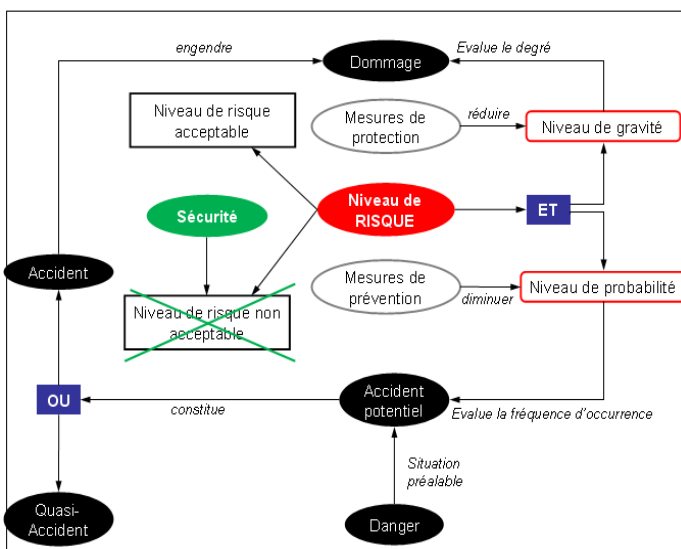 engendre
Dommage
Evalue le degré
Niveau de risque
acceptable
Mesures de
protection
réduire
Niveau de gravité
Sécurité
Niveau de
RISQUE
ET
Accident
Mesures de
prévention
diminuer
Niveau de probabilité
Niveau de risque non
acceptable
OU
constitue
Accident
potentiel
Evalue la fréquence d'occurrence
Situation
préalable
Quasi-
Accident
Danger